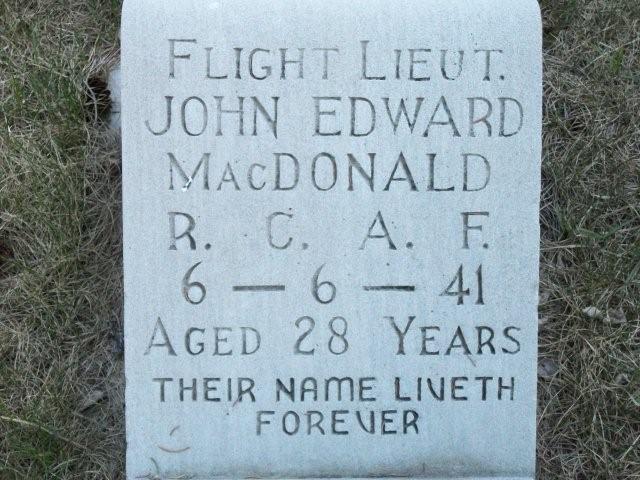 FLIGHT LIEUT.
JOHN EDWARD
MACDONALD
R. C. A. F.
6 — 6 — 41
AGED 28 YEARS
THEIR NAME LIVETH
FOREVER